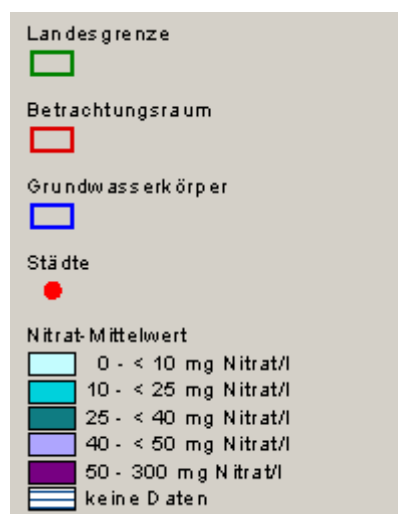 Landesgrenze
Betrachtungsraum
Grundwasserkörper
Städte
Nitrat-Mittelwert
0 - < 10 mg Nitrat/l
10 - < 25 mg Nitrat/l
25 - < 40 mg Nitrat/l
40 - < 50 mg Nitrat/l
50 - 300 mg Nitrat/l
keine Daten